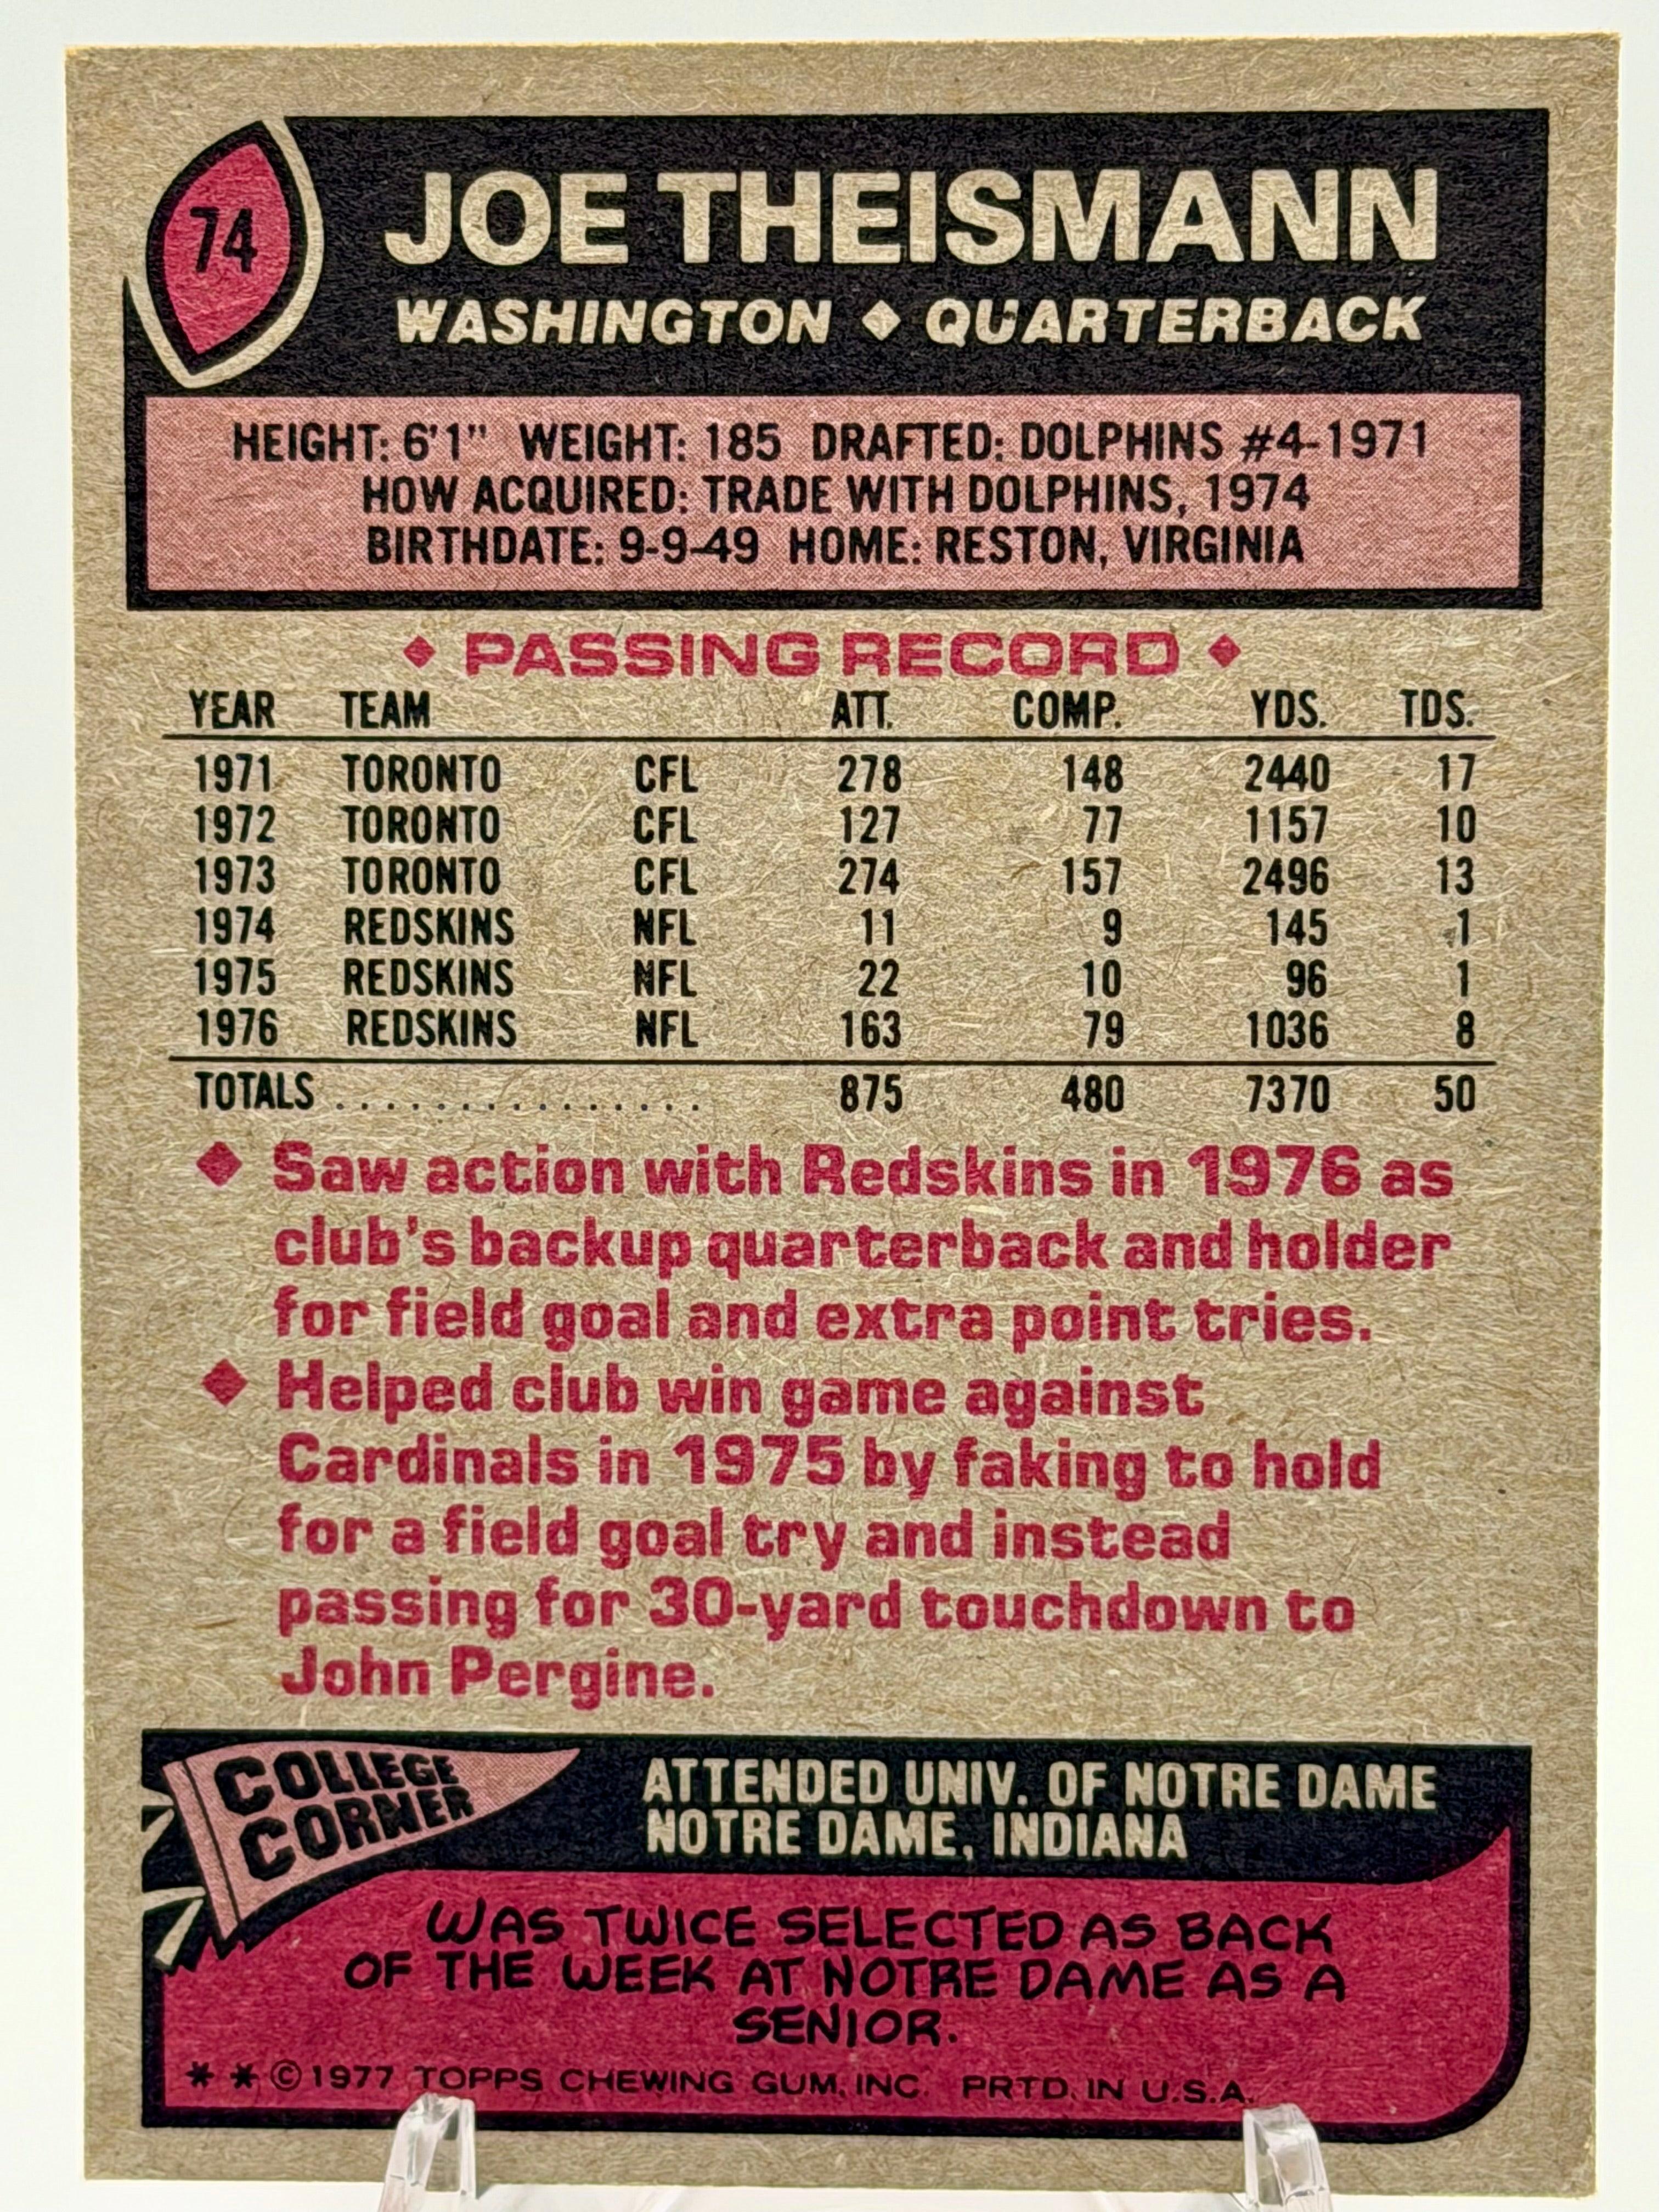 74
JOE THEISMANN
WASHINGTON ◆ QUARTERBACK
HEIGHT: 6'1" WEIGHT: 185 DRAFTED: DOLPHINS #4-1971
HOW ACQUIRED: TRADE WITH DOLPHINS, 1974
BIRTHDATE: 9-9-49 HOME: RESTON, VIRGINIA
◆ PASSING RECORD ◆
YEAR TEAM ATT. COMP. YDS. TDS.
1971 TORONTO CFL 278 148 2440 17
1972 TORONTO CFL 127 77 1157 10
1973 TORONTO CFL 274 157 2496 13
1974 REDSKINS NFL 11 9 145 1
1975 REDSKINS NFL 22 10 96 1
1976 REDSKINS NFL 163 79 1036 8
TOTALS ................ 875 480 7370 50
◆ Saw action with Redskins in 1976 as
club's backup quarterback and holder
for field goal and extra point tries.
◆ Helped club win game against
Cardinals in 1975 by faking to hold
for a field goal try and instead
passing for 30-yard touchdown to
John Pergine.
COLLEGE
CORNER
ATTENDED UNIV. OF NOTRE DAME
NOTRE DAME, INDIANA
WAS TWICE SELECTED AS BACK
OF THE WEEK AT NOTRE DAME AS A
SENIOR.
* * © 1977 TOPPS CHEWING GUM, INC. PRTD. IN U.S.A.